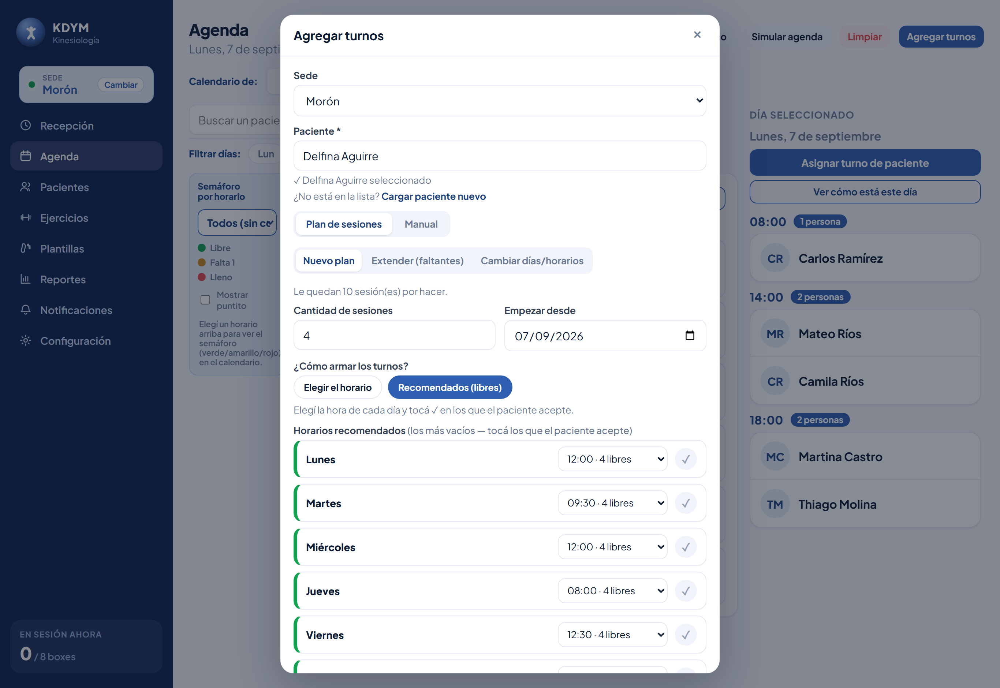 KDYM
Kinesiología
SEDE
Morón
Cambiar
Recepción
Agenda
Pacientes
Ejercicios
Plantillas
Reportes
Notificaciones
Configuración
EN SESIÓN AHORA
0 / 8 boxes
Agenda
Lunes, 7 de septi
Calendario de:
Buscar un pacie
Filtrar días:
Lun
Semáforo
por horario
Todos (sin co
Libre
Falta 1
Lleno
Mostrar
puntito
Elegí un horario
arriba para ver el
semáforo
(verde/amarillo/rojo)
en el calendario.
Agregar turnos
×
Sede
Morón
Paciente *
Delfina Aguirre
✓ Delfina Aguirre seleccionado
¿No está en la lista? Cargar paciente nuevo
Plan de sesiones
Manual
Nuevo plan
Extender (faltantes)
Cambiar días/horarios
Le quedan 10 sesión(es) por hacer.
Cantidad de sesiones
Empezar desde
4
07/09/2026
¿Cómo armar los turnos?
Elegir el horario
Recomendados (libres)
Elegí la hora de cada día y tocá ✓ en los que el paciente acepte.
Horarios recomendados (los más vacíos — tocá los que el paciente acepte)
Lunes
12:00 · 4 libres
✓
Martes
09:30 · 4 libres
✓
Miércoles
12:00 · 4 libres
✓
Jueves
08:00 · 4 libres
✓
Viernes
12:30 · 4 libres
✓
Simular agenda
Limpiar
Agregar turnos
DÍA SELECCIONADO
Lunes, 7 de septiembre
Asignar turno de paciente
Ver cómo está este día
08:00
1 persona
CR
Carlos Ramírez
14:00
2 personas
MR
Mateo Ríos
CR
Camila Ríos
18:00
2 personas
MC
Martina Castro
TM
Thiago Molina